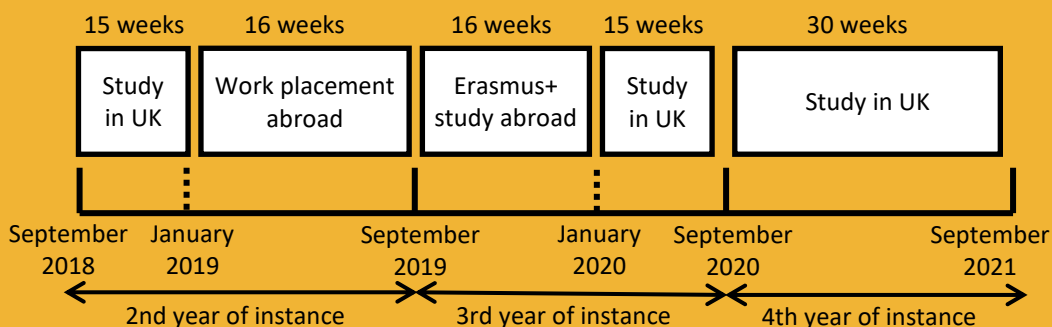 15 weeks 16 weeks 16 weeks 15 weeks 30 weeks
Study
in UK
Work placement
abroad
Erasmus+
study abroad
Study
in UK
Study in UK
September
2018
January
2019
September
2019
January
2020
September
2020
September
2021
2nd year of instance 3rd year of instance 4th year of instance